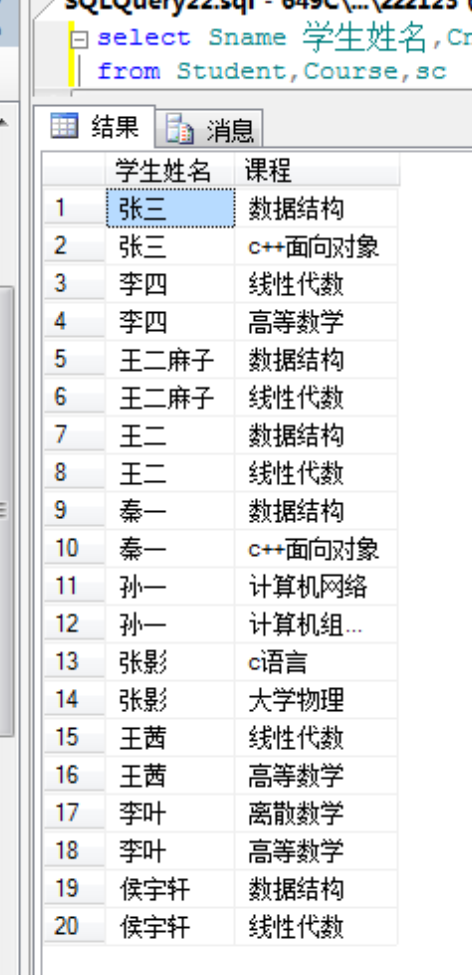 SQLQuery22.sql - 649C\...\222123 (
select Sname 学生姓名,Cn
from Student,Course,sc
结果 消息
学生姓名 课程
1 张三 数据结构
2 张三 c++面向对象
3 李四 线性代数
4 李四 高等数学
5 王二麻子 数据结构
6 王二麻子 线性代数
7 王二 数据结构
8 王二 线性代数
9 秦一 数据结构
10 秦一 c++面向对象
11 孙一 计算机网络
12 孙一 计算机组...
13 张影 c语言
14 张影 大学物理
15 王茜 线性代数
16 王茜 高等数学
17 李叶 离散数学
18 李叶 高等数学
19 侯宇轩 数据结构
20 侯宇轩 线性代数